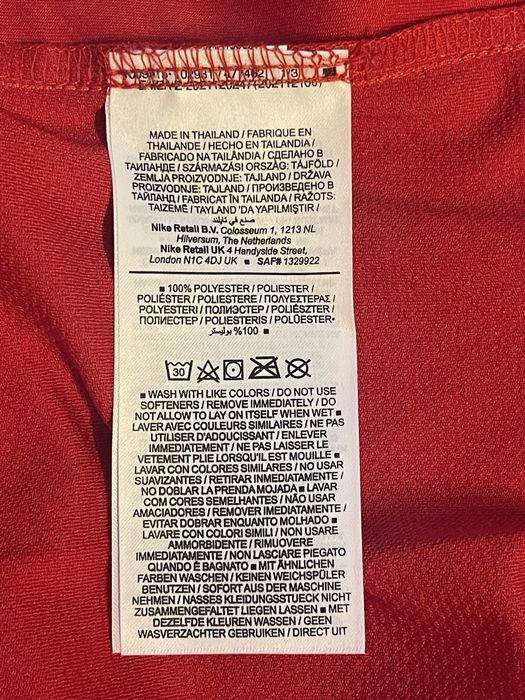 MADE IN THAILAND / FABRIQUE EN
THAILANDE / HECHO EN TAILANDIA /
FABRICADO NA TAILÂNDIA / СДЕЛАНО В
ТАИЛАНДЕ / SZÁRMAZÁSI ORSZÁG: TÁJFÖLD /
ZEMLJA PROIZVODNJE: TAJLAND / DRŽAVA
PROIZVODNJE: TAJLAND / ПРОИЗВЕДЕНО В
ТАЙЛАНД / FABRICAT ÎN TAILANDA / RAŽOTS:
TAIZEMĒ / TAYLAND 'DA YAPILMIŞTIR /
صنع في تايلند
Nike Retail B.V. Colosseum 1, 1213 NL
Hilversum, The Netherlands
Nike Retail UK 4 Handyside Street,
London N1C 4DJ UK ■ SAF# 1329922
■ 100% POLYESTER / POLIESTER /
POLIÉSTER / POLIESTERE / ΠΟΛΥΕΣΤΕΡΑΣ /
POLYESTERI / ПОЛИЭСТЕР / POLIÉSZTER /
ПОЛИЕСТЕР / POLIESTERIS / POLÜESTER
100% بوليستر ■
30
■ WASH WITH LIKE COLORS / DO NOT USE
SOFTENERS / REMOVE IMMEDIATELY / DO
NOT ALLOW TO LAY ON ITSELF WHEN WET ■
LAVER AVEC COULEURS SIMILAIRES / NE PAS
UTILISER D'ADOUCISSANT / ENLEVER
IMMEDIATEMENT / NE PAS LAISSER LE
VETEMENT PLIE LORSQU'IL EST MOUILLE ■
LAVAR CON COLORES SIMILARES / NO USAR
SUAVIZANTES / RETIRAR INMEDIATAMENTE /
NO DOBLAR LA PRENDA MOJADA ■ LAVAR
COM CORES SEMELHANTES / NÃO USAR
AMACIADORES / REMOVER IMEDIATAMENTE /
EVITAR DOBRAR ENQUANTO MOLHADO ■
LAVARE CON COLORI SIMILI / NON USARE
AMMORBIDENTE / RIMUOVERE
IMMEDIATAMENTE / NON LASCIARE PIEGATO
QUANDO È BAGNATO ■ MIT ÄHNLICHEN
FARBEN WASCHEN / KEINEN WEICHSPÜLER
BENUTZEN / SOFORT AUS DER MASCHINE
NEHMEN / NASSES KLEIDUNGSSTUECK NICHT
ZUSAMMENGEFALTET LIEGEN LASSEN ■ MET
DEZELFDE KLEUREN WASSEN / GEEN
WASVERZACHTER GEBRUIKEN / DIRECT UIT